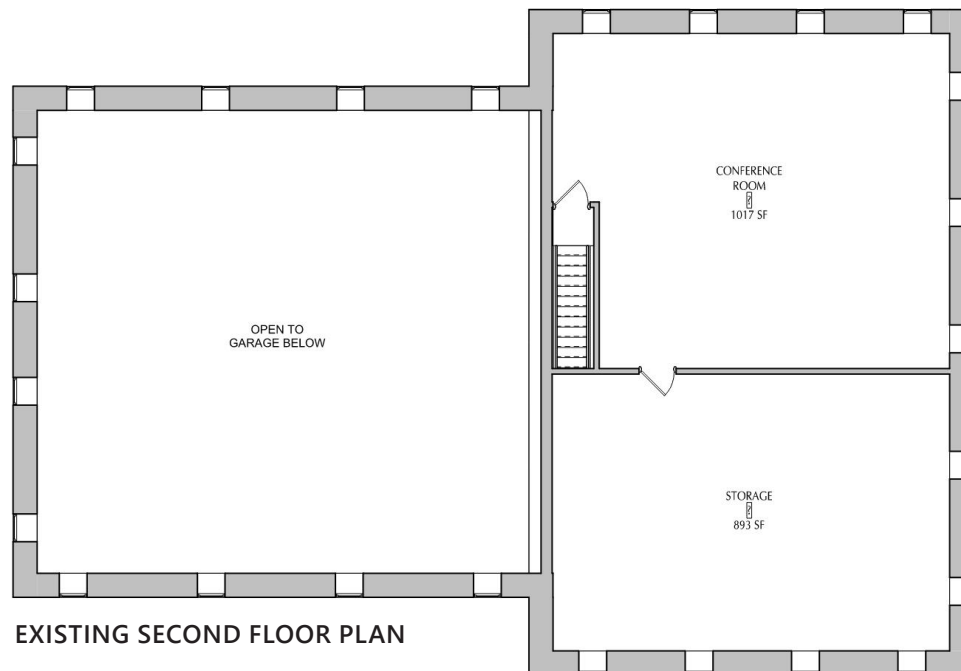 CONFERENCE
ROOM
?
1017 SF
OPEN TO
GARAGE BELOW
STORAGE
?
893 SF
EXISTING SECOND FLOOR PLAN